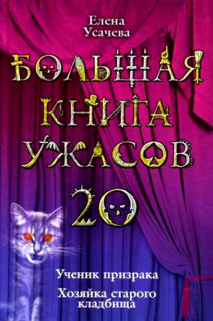 Елена
Усачева
БОЛЬШАЯ
КНИГА
УЖАСОВ
20
Ученик призрака
Хозяйка старого
кладбища